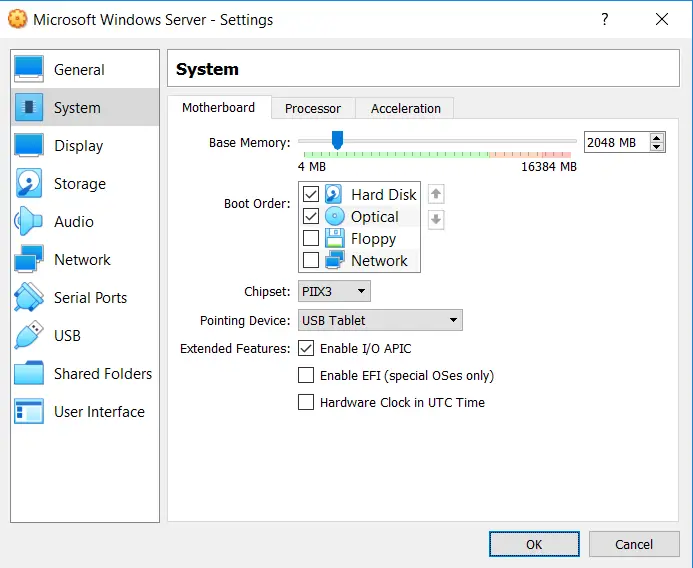 Microsoft Windows Server - Settings
?
General
System
Display
Storage
Audio
Network
Serial Ports
USB
Shared Folders
User Interface
System
Motherboard Processor Acceleration
Base Memory: 2048 MB
4 MB 16384 MB
Boot Order: Hard Disk
Optical
Floppy
Network
Chipset: PIIX3
Pointing Device: USB Tablet
Extended Features: Enable I/O APIC
Enable EFI (special OSes only)
Hardware Clock in UTC Time
OK Cancel